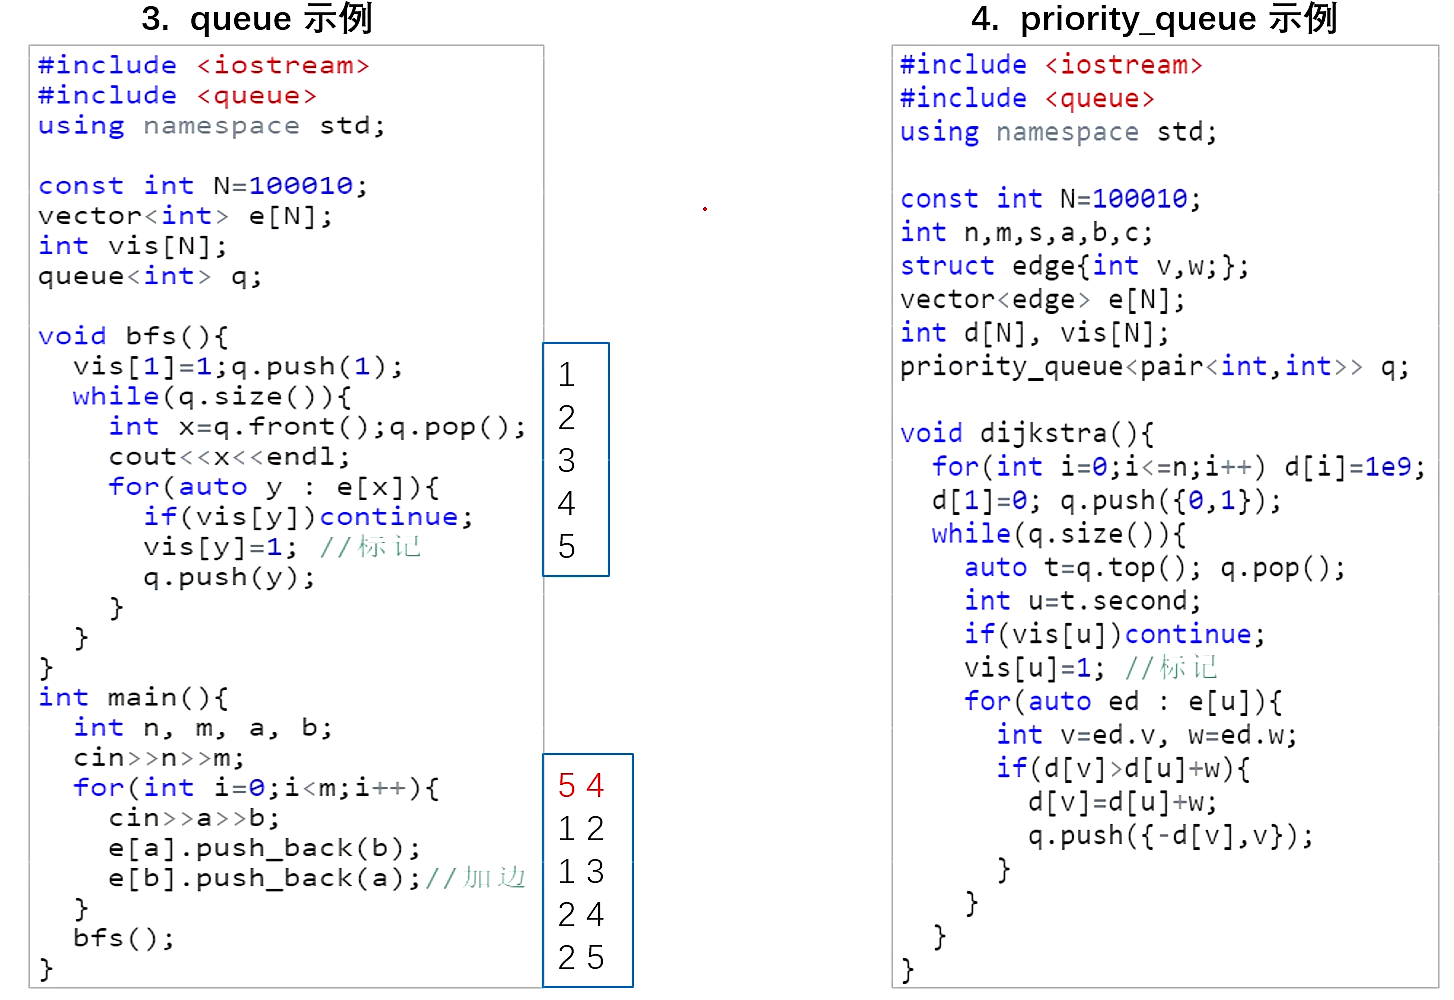 3. queue 示例
#include <iostream>
#include <queue>
using namespace std;

const int N=100010;
vector<int> e[N];
int vis[N];
queue<int> q;

void bfs(){
  vis[1]=1;q.push(1);
  while(q.size()){
    int x=q.front();q.pop();
    cout<<x<<endl;
    for(auto y : e[x]){
      if(vis[y])continue;
      vis[y]=1; //标记
      q.push(y);
    }
  }
}
int main(){
  int n, m, a, b;
  cin>>n>>m;
  for(int i=0;i<m;i++){
    cin>>a>>b;
    e[a].push_back(b);
    e[b].push_back(a);//加边
  }
  bfs();
}
1
2
3
4
5
5 4
1 2
1 3
2 4
2 5
4. priority_queue 示例
#include <iostream>
#include <queue>
using namespace std;

const int N=100010;
int n,m,s,a,b,c;
struct edge{int v,w;};
vector<edge> e[N];
int d[N], vis[N];
priority_queue<pair<int,int>> q;

void dijkstra(){
  for(int i=0;i<=n;i++) d[i]=1e9;
  d[1]=0; q.push({0,1});
  while(q.size()){
    auto t=q.top(); q.pop();
    int u=t.second;
    if(vis[u])continue;
    vis[u]=1; //标记
    for(auto ed : e[u]){
      int v=ed.v, w=ed.w;
      if(d[v]>d[u]+w){
        d[v]=d[u]+w;
        q.push({-d[v],v});
      }
    }
  }
}